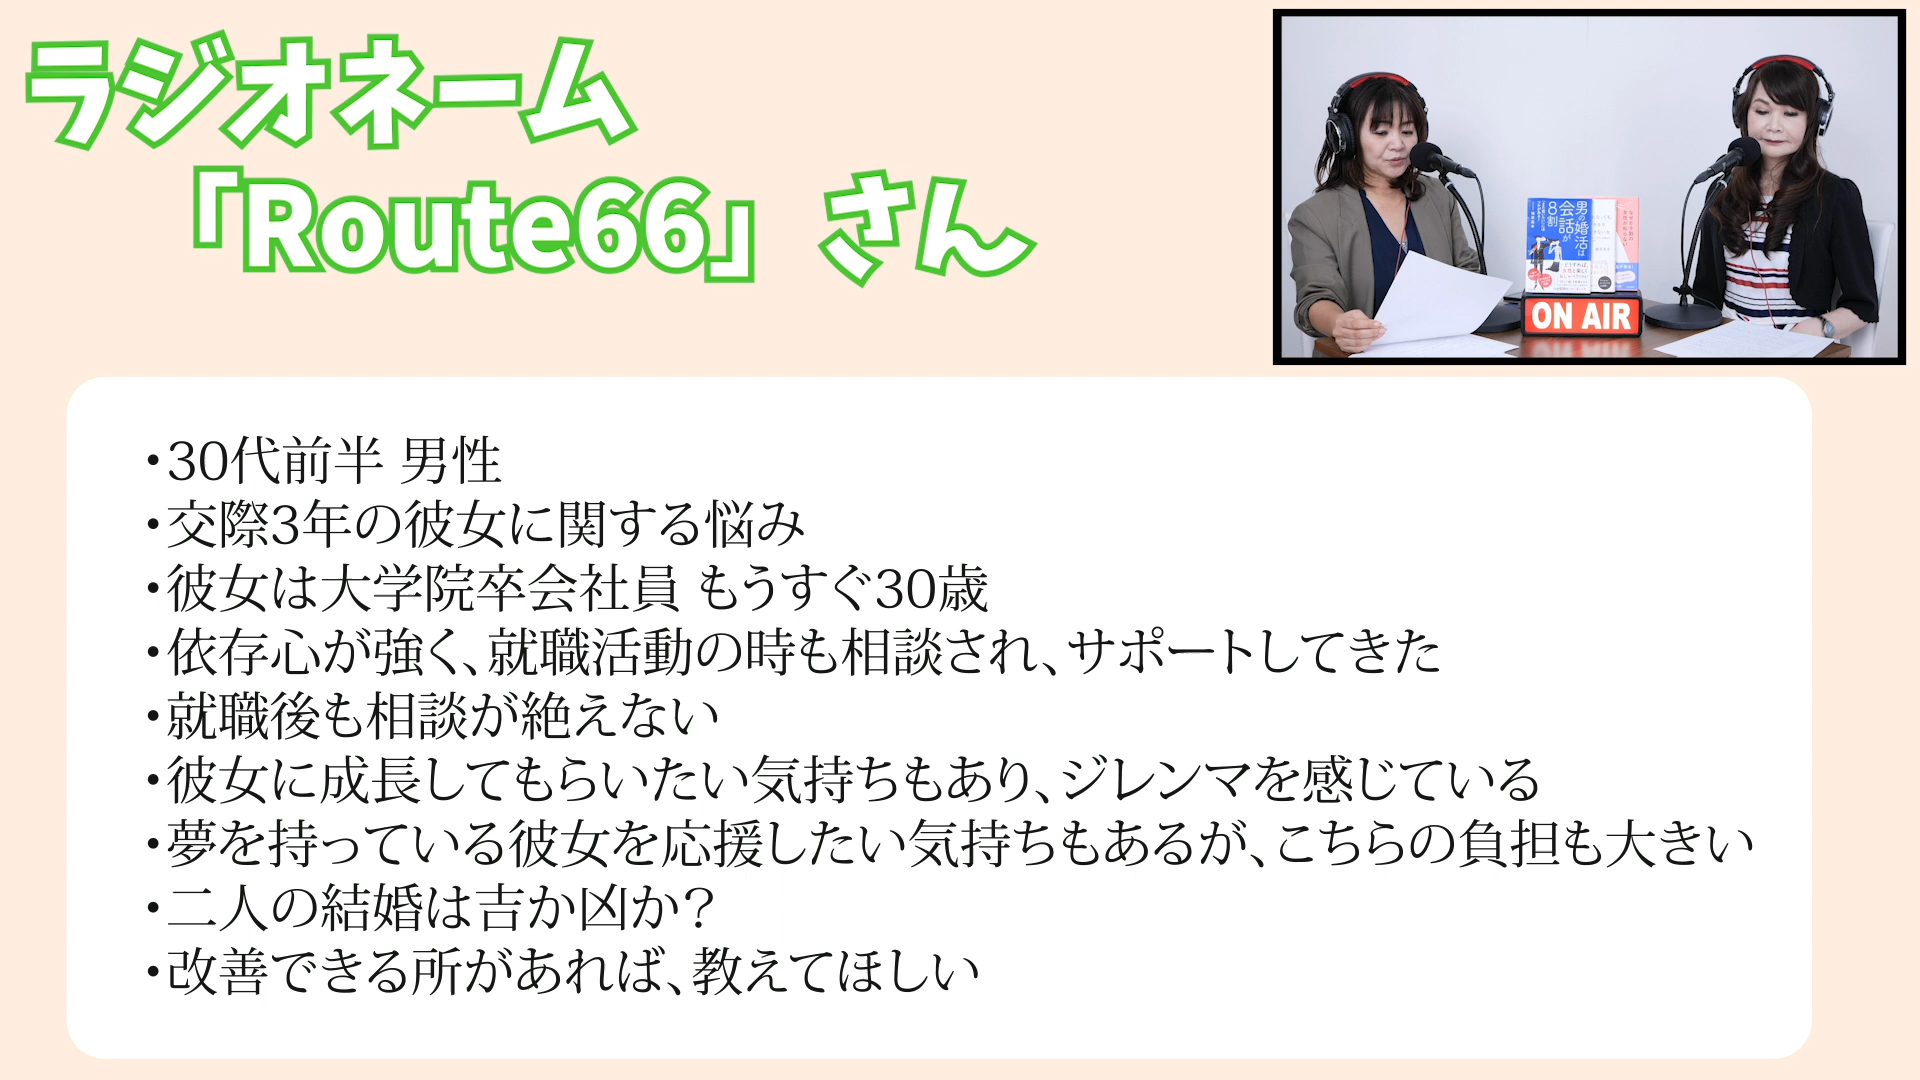 ラジオネーム
「Route66」さん
男の婚活は
会話が
8割
ON AIR
・30代前半 男性
・交際3年の彼女に関する悩み
・彼女は大学院卒会社員 もうすぐ30歳
・依存心が強く、就職活動の時も相談され、サポートしてきた
・就職後も相談が絶えない
・彼女に成長してもらいたい気持ちもあり、ジレンマを感じている
・夢を持っている彼女を応援したい気持ちもあるが、こちらの負担も大きい
・二人の結婚は吉か凶か?
・改善できる所があれば、教えてほしい